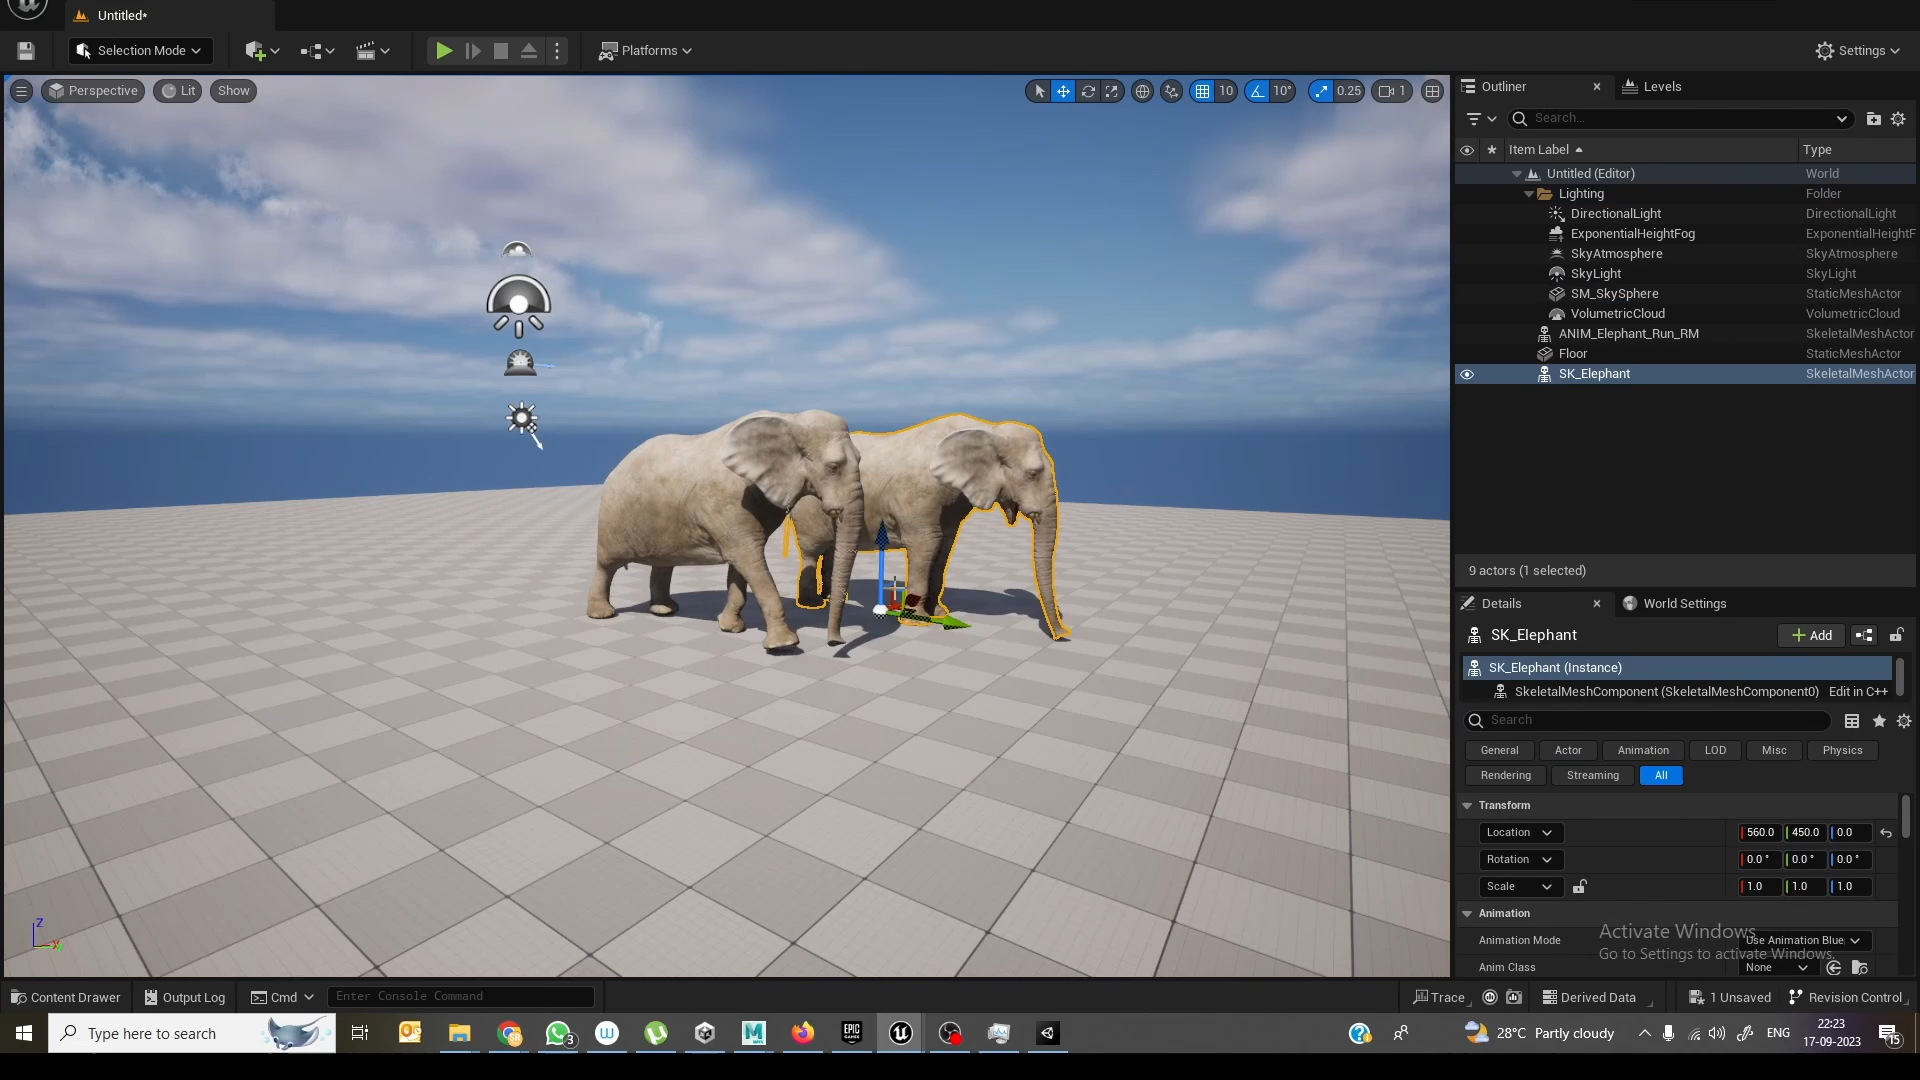 Untitled*
Selection Mode
Platforms
Settings
Perspective
Lit
Show
10
10°
0.25
1
Outliner
Levels
Search...
Item Label
Type
Untitled (Editor)
World
Lighting
Folder
DirectionalLight
DirectionalLight
ExponentialHeightFog
ExponentialHeightF
SkyAtmosphere
SkyAtmosphere
SkyLight
SkyLight
SM_SkySphere
StaticMeshActor
VolumetricCloud
VolumetricCloud
ANIM_Elephant_Run_RM
SkeletalMeshActor
Floor
StaticMeshActor
SK_Elephant
SkeletalMeshActor
9 actors (1 selected)
Details
World Settings
SK_Elephant
Add
SK_Elephant (Instance)
SkeletalMeshComponent (SkeletalMeshComponent0)
Edit in C++
Search
General
Actor
Animation
LOD
Misc
Physics
Rendering
Streaming
All
Transform
Location
560.0
450.0
0.0
Rotation
0.0 °
0.0 °
0.0 °
Scale
1.0
1.0
1.0
Animation
Animation Mode
Use Animation Blue
Anim Class
None
Activate Windows
Go to Settings to activate Windows.
Z
Content Drawer
Output Log
Cmd
Enter Console Command
Trace
Derived Data
1 Unsaved
Revision Control
Type here to search
3
28°C Partly cloudy
ENG
22:23
17-09-2023
15